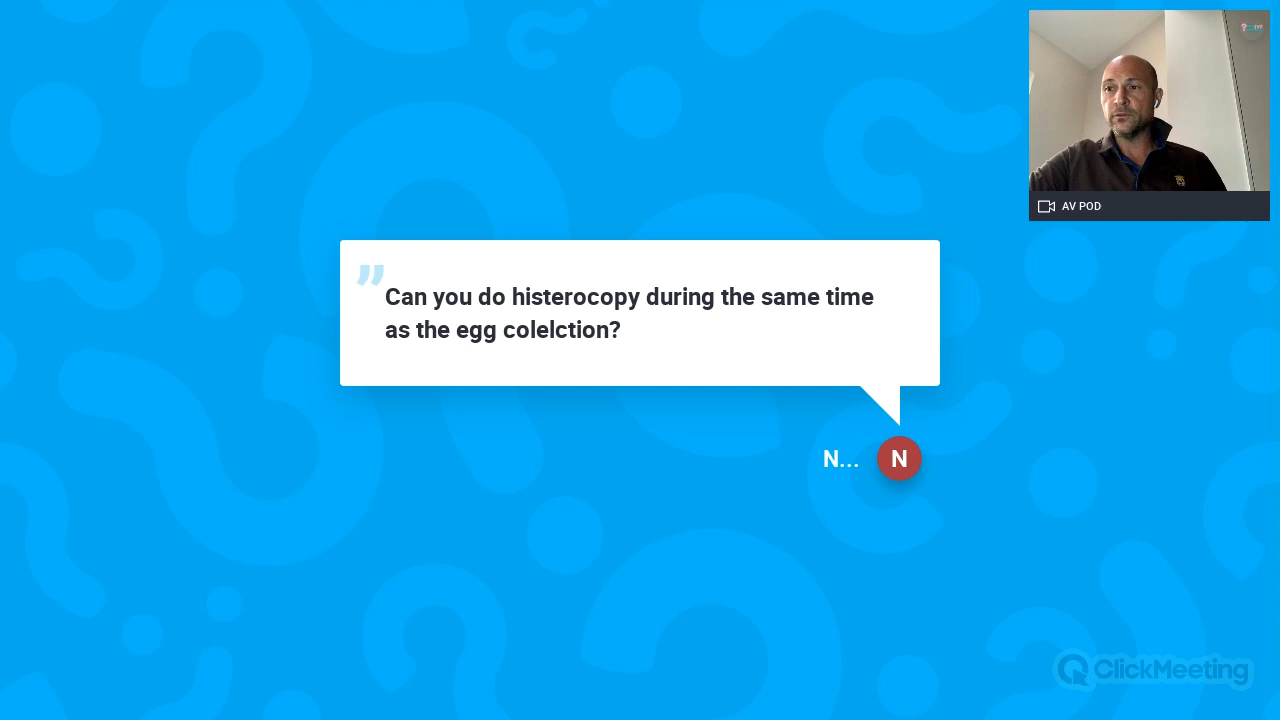 AV POD
”
Can you do histerocopy during the same time
as the egg colelction?
N...
N
ClickMeeting